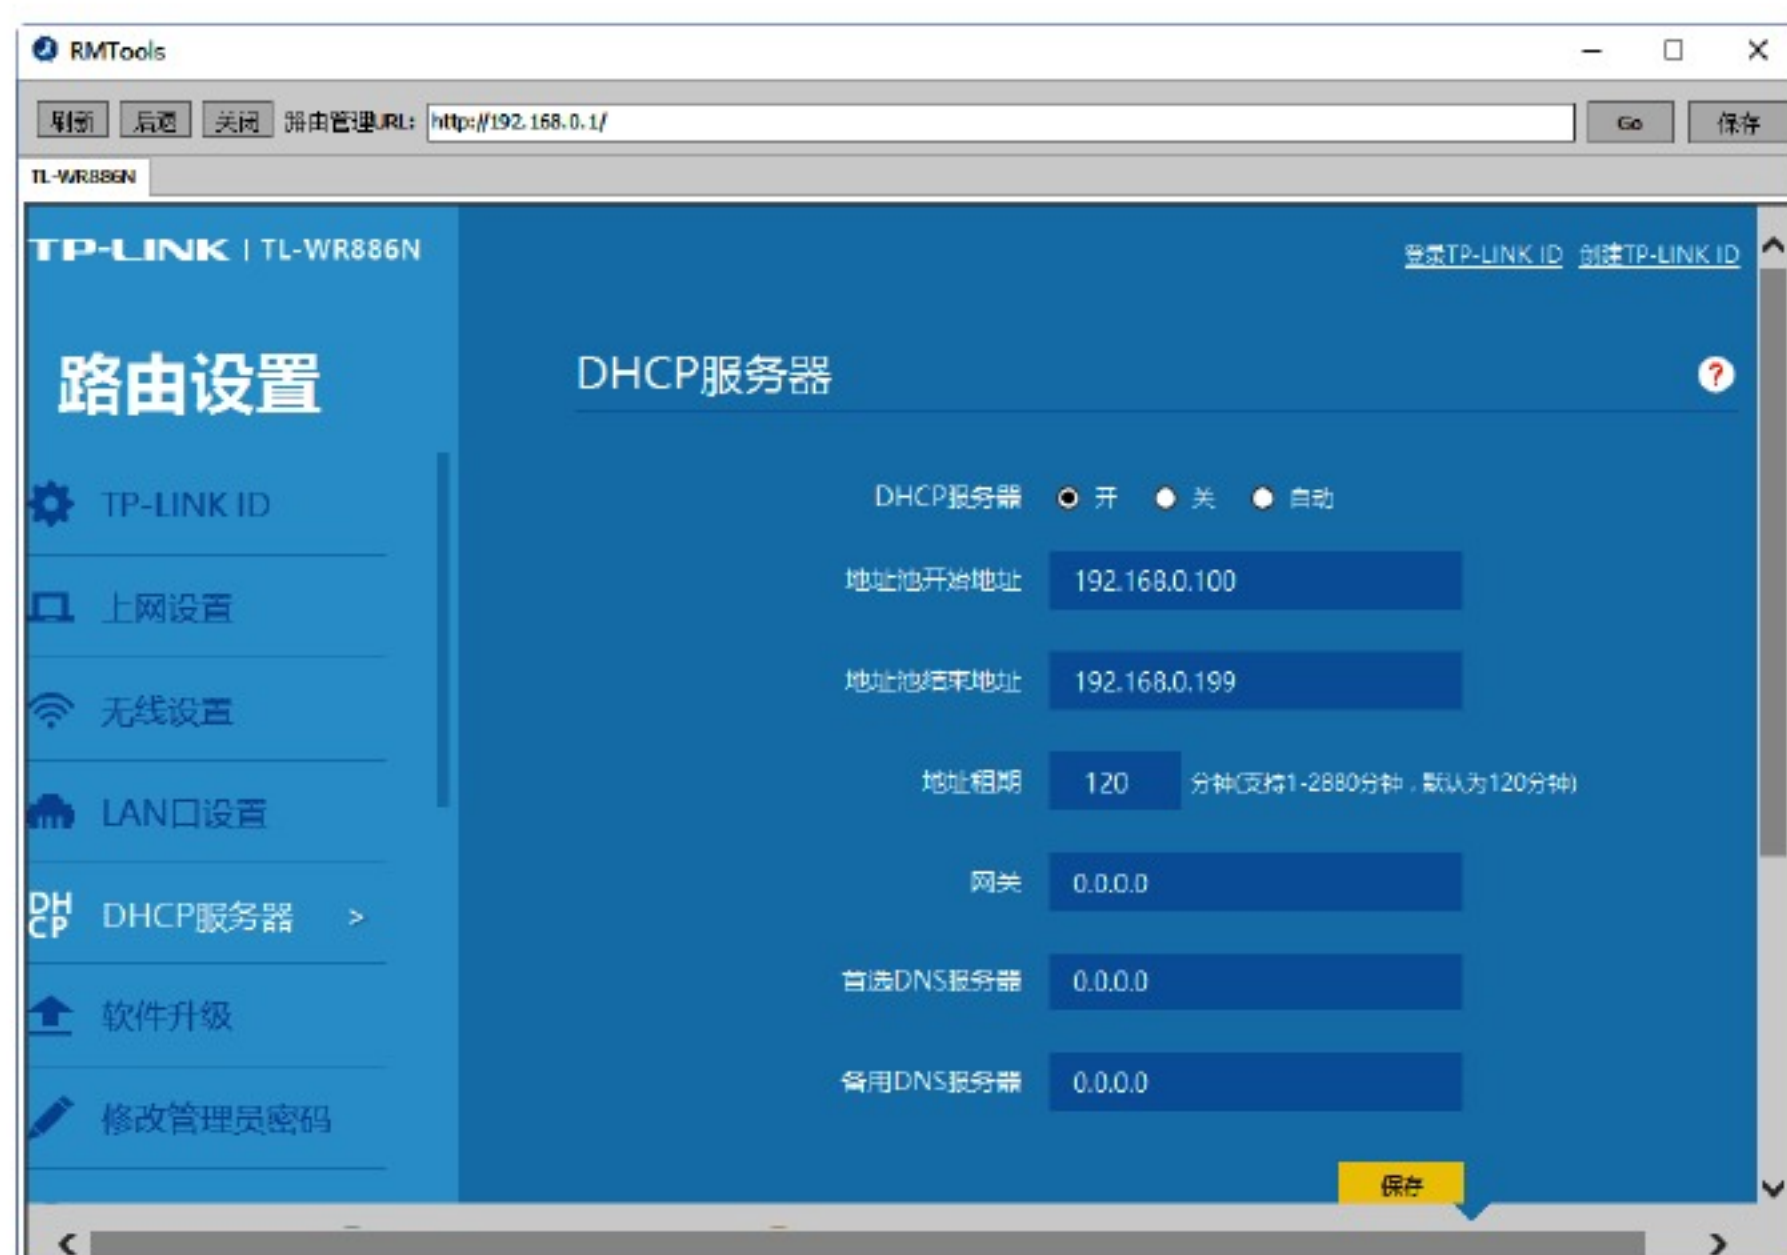 RMTools
刷新 后退 关闭 路由管理URL: http://192.168.0.1/ Go 保存
TL-WR886N
TP-LINK | TL-WR886N
登录TP-LINK ID 创建TP-LINK ID
路由设置
DHCP服务器
?
TP-LINK ID
上网设置
无线设置
LAN口设置
DHCP
DHCP服务器 >
软件升级
修改管理员密码
DHCP服务器 开 关 自动
地址池开始地址 192.168.0.100
地址池结束地址 192.168.0.199
地址租期 120 分钟(支持1-2880分钟，默认为120分钟)
网关 0.0.0.0
首选DNS服务器 0.0.0.0
备用DNS服务器 0.0.0.0
保存